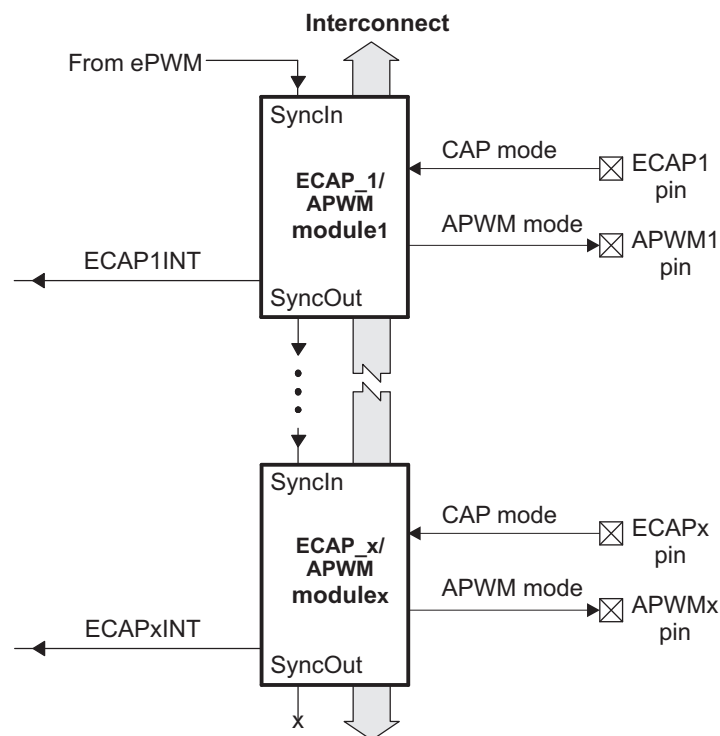 Interconnect
From ePWM
SyncIn
CAP mode
ECAP1
pin
ECAP_1/
APWM
module1
APWM mode
APWM1
pin
ECAP1INT
SyncOut
SyncIn
CAP mode
ECAPx
pin
ECAP_x/
APWM
modulex
APWM mode
APWMx
pin
ECAPxINT
SyncOut
x